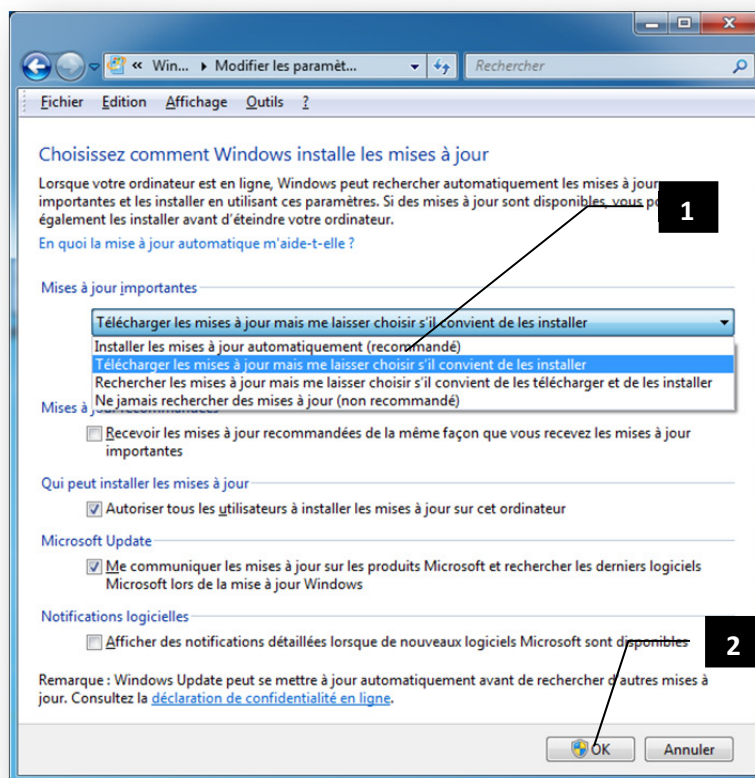 « Win... ▸ Modifier les paramèt...
Rechercher
Fichier Edition Affichage Outils ?
Choisissez comment Windows installe les mises à jour
Lorsque votre ordinateur est en ligne, Windows peut rechercher automatiquement les mises à jour
importantes et les installer en utilisant ces paramètres. Si des mises à jour sont disponibles, vous
également les installer avant d'éteindre votre ordinateur.
1
En quoi la mise à jour automatique m'aide-t-elle ?
Mises à jour importantes
Télécharger les mises à jour mais me laisser choisir s'il convient de les installer
Installer les mises à jour automatiquement (recommandé)
Télécharger les mises à jour mais me laisser choisir s'il convient de les installer
Rechercher les mises à jour mais me laisser choisir s'il convient de les télécharger et de les installer
Ne jamais rechercher des mises à jour (non recommandé)
Mises à jour recommandées
Recevoir les mises à jour recommandées de la même façon que vous recevez les mises à jour
importantes
Qui peut installer les mises à jour
Autoriser tous les utilisateurs à installer les mises à jour sur cet ordinateur
Microsoft Update
Me communiquer les mises à jour sur les produits Microsoft et rechercher les derniers logiciels
Microsoft lors de la mise à jour Windows
Notifications logicielles
Afficher des notifications détaillées lorsque de nouveaux logiciels Microsoft sont disponibles
2
Remarque : Windows Update peut se mettre à jour automatiquement avant de rechercher d'autres mises à
jour. Consultez la déclaration de confidentialité en ligne.
OK Annuler